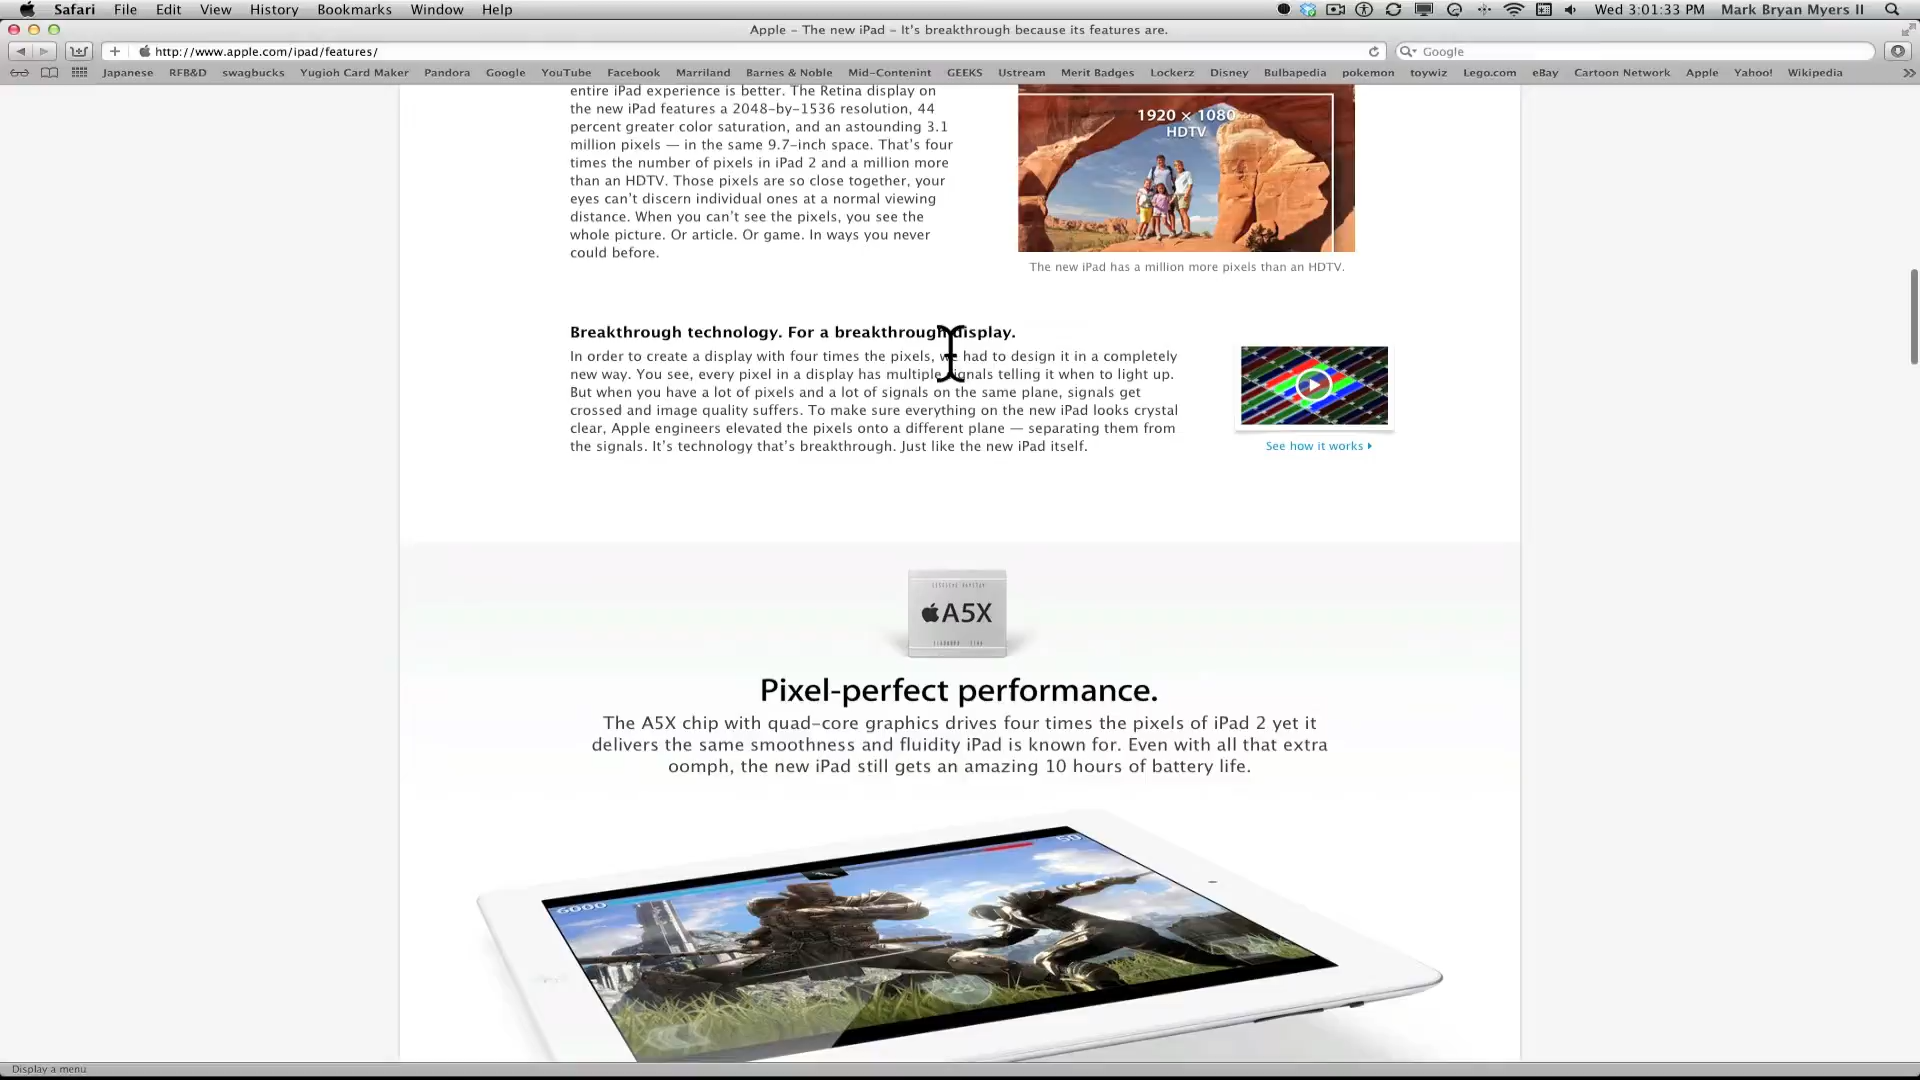 Safari File Edit View History Bookmarks Window Help Wed 3:01:33 PM Mark Bryan Myers II
Apple – The new iPad – It's breakthrough because its features are.
http://www.apple.com/ipad/features/ Google
Japanese RFB&D swagbucks Yugioh Card Maker Pandora Google YouTube Facebook Marriland Barnes & Noble Mid-Contenint GEEKS Ustream Merit Badges Lockerz Disney Bulbapedia pokemon toywiz Lego.com eBay Cartoon Network Apple Yahoo! Wikipedia
entire iPad experience is better. The Retina display on
the new iPad features a 2048-by-1536 resolution, 44
percent greater color saturation, and an astounding 3.1
million pixels — in the same 9.7-inch space. That's four
times the number of pixels in iPad 2 and a million more
than an HDTV. Those pixels are so close together, your
eyes can't discern individual ones at a normal viewing
distance. When you can't see the pixels, you see the
whole picture. Or article. Or game. In ways you never
could before.
1920 × 1080
HDTV
The new iPad has a million more pixels than an HDTV.
Breakthrough technology. For a breakthrough display.
In order to create a display with four times the pixels, we had to design it in a completely
new way. You see, every pixel in a display has multiple signals telling it when to light up.
But when you have a lot of pixels and a lot of signals on the same plane, signals get
crossed and image quality suffers. To make sure everything on the new iPad looks crystal
clear, Apple engineers elevated the pixels onto a different plane — separating them from
the signals. It's technology that's breakthrough. Just like the new iPad itself.
See how it works
A5X
Pixel-perfect performance.
The A5X chip with quad-core graphics drives four times the pixels of iPad 2 yet it
delivers the same smoothness and fluidity iPad is known for. Even with all that extra
oomph, the new iPad still gets an amazing 10 hours of battery life.
6000
50
Display a menu